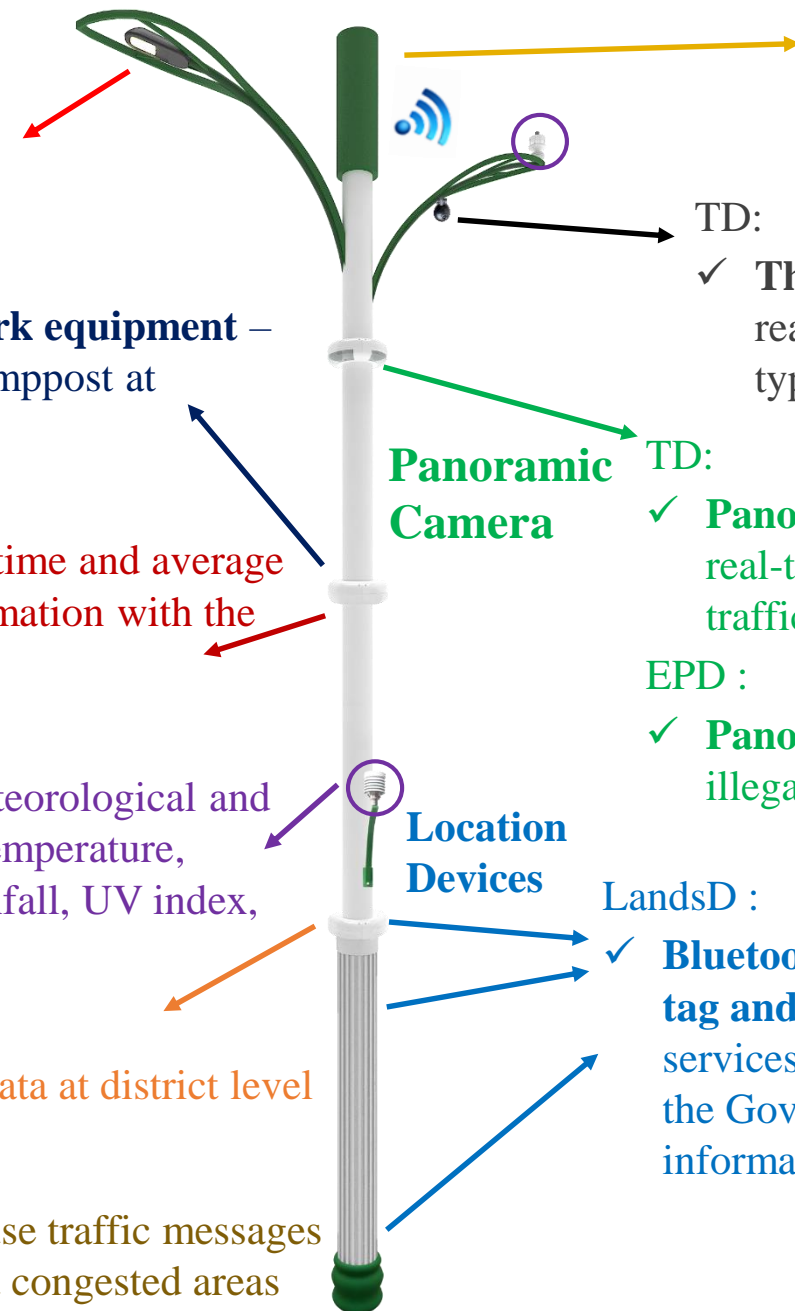 rk equipment –
mppost at
time and average
mation with the
teorological and
emperature,
nfall, UV index,
ata at district level
se traffic messages
congested areas
Panoramic
Camera
Location
Devices
TD:
✓ Th
rea
typ
TD:
✓ Pano
real-t
traffic
EPD :
✓ Pano
illega
LandsD :
✓ Bluetoo
tag and
services
the Gov
informa